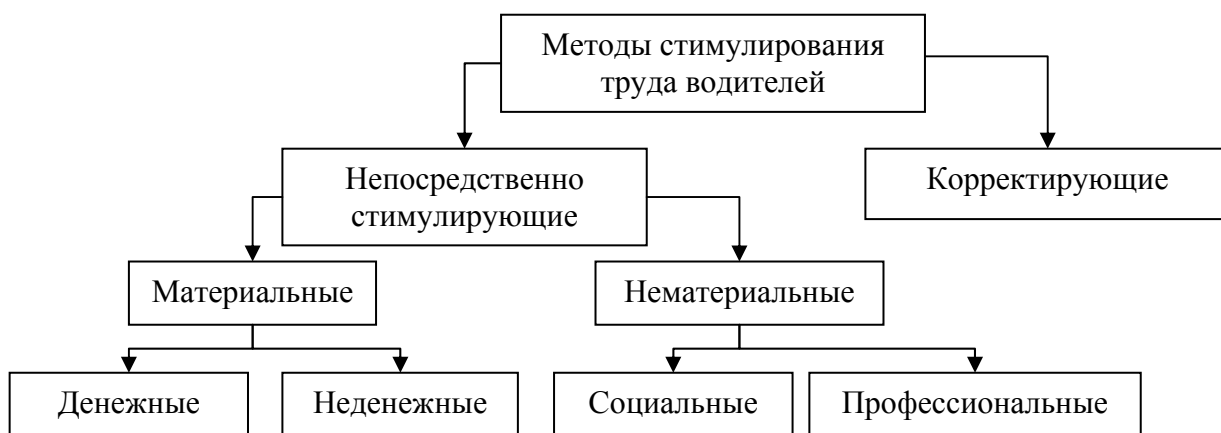 Методы стимулирования
труда водителей
Непосредственно
стимулирующие
Корректирующие
Материальные
Нематериальные
Денежные
Неденежные
Социальные
Профессиональные